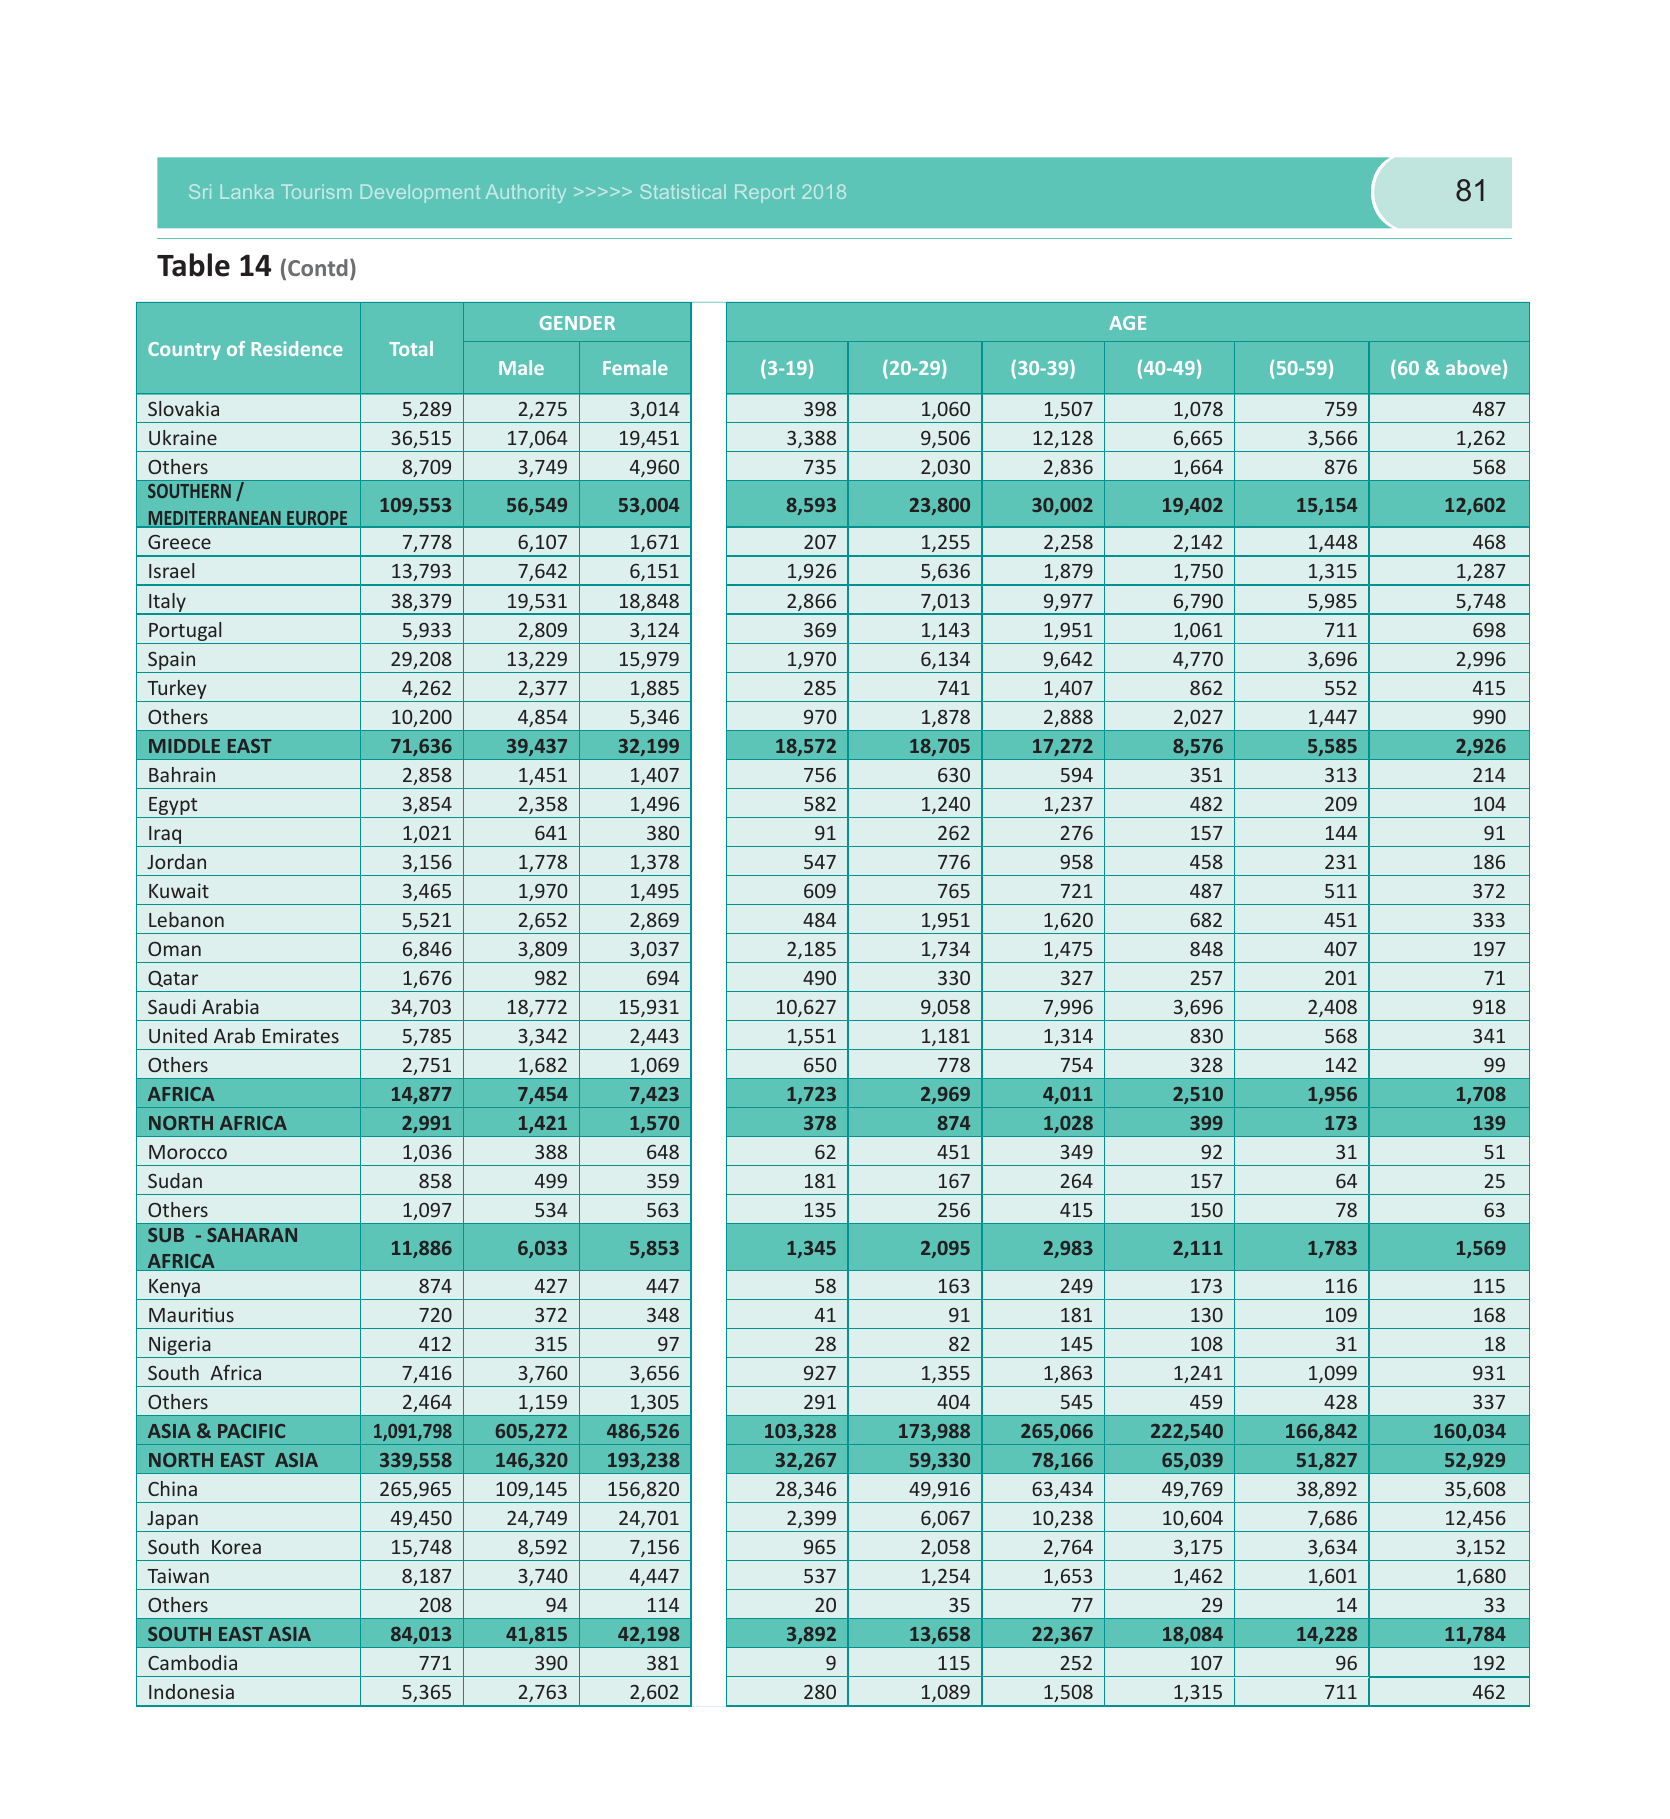 Sri Lanka Tourism Development Authority >>>>> Statistical Report 2018 81
Table 14 (Contd)
Country of Residence Total GENDER AGE
Male Female (3-19) (20-29) (30-39) (40-49) (50-59) (60 & above)
Slovakia 5,289 2,275 3,014 398 1,060 1,507 1,078 759 487
Ukraine 36,515 17,064 19,451 3,388 9,506 12,128 6,665 3,566 1,262
Others 8,709 3,749 4,960 735 2,030 2,836 1,664 876 568
SOUTHERN /
MEDITERRANEAN EUROPE 109,553 56,549 53,004 8,593 23,800 30,002 19,402 15,154 12,602
Greece 7,778 6,107 1,671 207 1,255 2,258 2,142 1,448 468
Israel 13,793 7,642 6,151 1,926 5,636 1,879 1,750 1,315 1,287
Italy 38,379 19,531 18,848 2,866 7,013 9,977 6,790 5,985 5,748
Portugal 5,933 2,809 3,124 369 1,143 1,951 1,061 711 698
Spain 29,208 13,229 15,979 1,970 6,134 9,642 4,770 3,696 2,996
Turkey 4,262 2,377 1,885 285 741 1,407 862 552 415
Others 10,200 4,854 5,346 970 1,878 2,888 2,027 1,447 990
MIDDLE EAST 71,636 39,437 32,199 18,572 18,705 17,272 8,576 5,585 2,926
Bahrain 2,858 1,451 1,407 756 630 594 351 313 214
Egypt 3,854 2,358 1,496 582 1,240 1,237 482 209 104
Iraq 1,021 641 380 91 262 276 157 144 91
Jordan 3,156 1,778 1,378 547 776 958 458 231 186
Kuwait 3,465 1,970 1,495 609 765 721 487 511 372
Lebanon 5,521 2,652 2,869 484 1,951 1,620 682 451 333
Oman 6,846 3,809 3,037 2,185 1,734 1,475 848 407 197
Qatar 1,676 982 694 490 330 327 257 201 71
Saudi Arabia 34,703 18,772 15,931 10,627 9,058 7,996 3,696 2,408 918
United Arab Emirates 5,785 3,342 2,443 1,551 1,181 1,314 830 568 341
Others 2,751 1,682 1,069 650 778 754 328 142 99
AFRICA 14,877 7,454 7,423 1,723 2,969 4,011 2,510 1,956 1,708
NORTH AFRICA 2,991 1,421 1,570 378 874 1,028 399 173 139
Morocco 1,036 388 648 62 451 349 92 31 51
Sudan 858 499 359 181 167 264 157 64 25
Others 1,097 534 563 135 256 415 150 78 63
SUB - SAHARAN
AFRICA 11,886 6,033 5,853 1,345 2,095 2,983 2,111 1,783 1,569
Kenya 874 427 447 58 163 249 173 116 115
Mauritius 720 372 348 41 91 181 130 109 168
Nigeria 412 315 97 28 82 145 108 31 18
South Africa 7,416 3,760 3,656 927 1,355 1,863 1,241 1,099 931
Others 2,464 1,159 1,305 291 404 545 459 428 337
ASIA & PACIFIC 1,091,798 605,272 486,526 103,328 173,988 265,066 222,540 166,842 160,034
NORTH EAST ASIA 339,558 146,320 193,238 32,267 59,330 78,166 65,039 51,827 52,929
China 265,965 109,145 156,820 28,346 49,916 63,434 49,769 38,892 35,608
Japan 49,450 24,749 24,701 2,399 6,067 10,238 10,604 7,686 12,456
South Korea 15,748 8,592 7,156 965 2,058 2,764 3,175 3,634 3,152
Taiwan 8,187 3,740 4,447 537 1,254 1,653 1,462 1,601 1,680
Others 208 94 114 20 35 77 29 14 33
SOUTH EAST ASIA 84,013 41,815 42,198 3,892 13,658 22,367 18,084 14,228 11,784
Cambodia 771 390 381 9 115 252 107 96 192
Indonesia 5,365 2,763 2,602 280 1,089 1,508 1,315 711 462